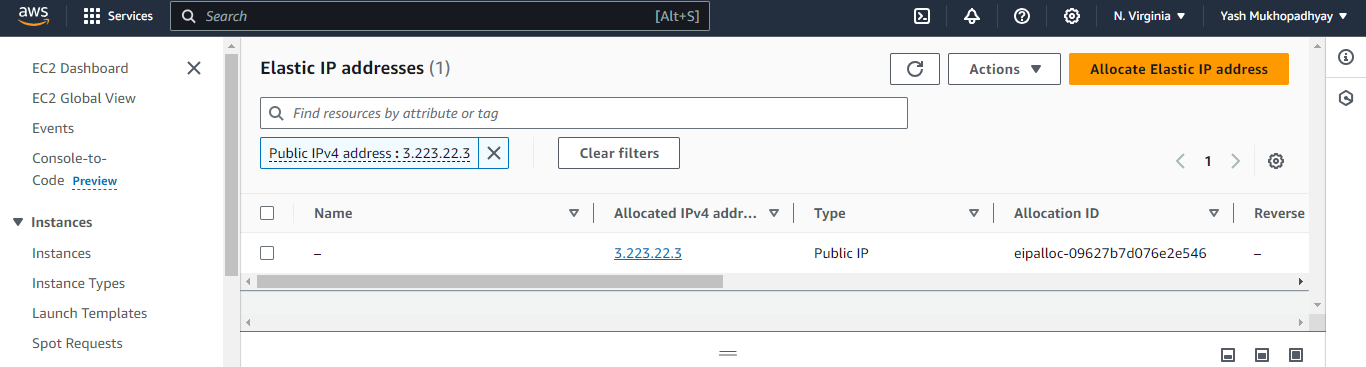 aws
Services
Search
[Alt+S]
N. Virginia
Yash Mukhopadhyay
EC2 Dashboard
EC2 Global View
Events
Console-to-
Code Preview
Instances
Instances
Instance Types
Launch Templates
Spot Requests
Elastic IP addresses (1)
Actions
Allocate Elastic IP address
Find resources by attribute or tag
Public IPv4 address : 3.223.22.3
Clear filters
1
Name
Allocated IPv4 addr...
Type
Allocation ID
Reverse
–
3.223.22.3
Public IP
eipalloc-09627b7d076e2e546
–